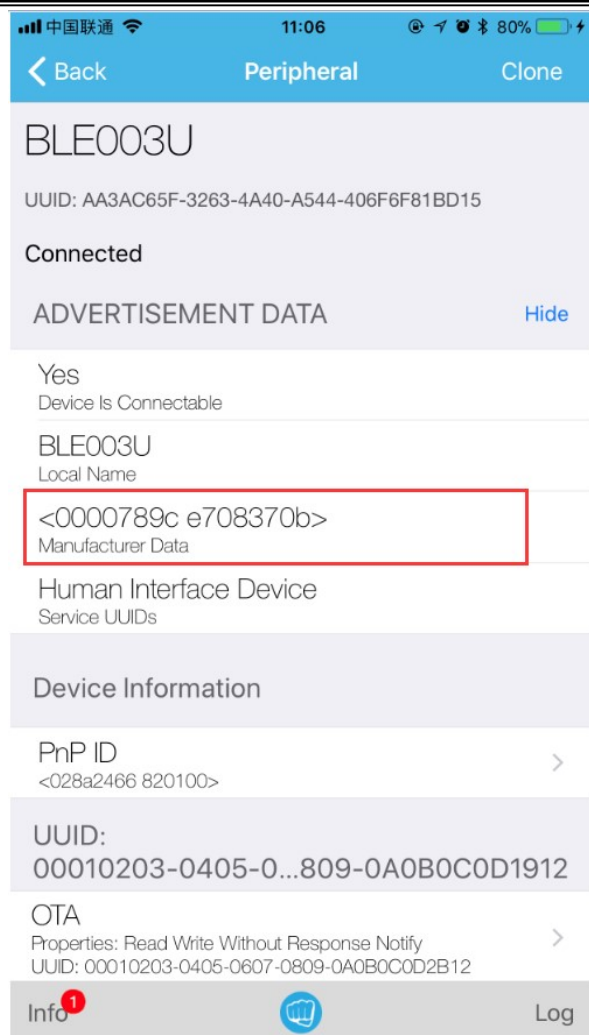 中国联通 11:06 80%
Back Peripheral Clone
BLE003U
UUID: AA3AC65F-3263-4A40-A544-406F6F81BD15
Connected
ADVERTISEMENT DATA Hide
Yes
Device Is Connectable
BLE003U
Local Name
<0000789c e708370b>
Manufacturer Data
Human Interface Device
Service UUIDs
Device Information
PnP ID
<028a2466 820100>
UUID:
00010203-0405-0...809-0A0B0C0D1912
OTA
Properties: Read Write Without Response Notify
UUID: 00010203-0405-0607-0809-0A0B0C0D2B12
Info 1 Log